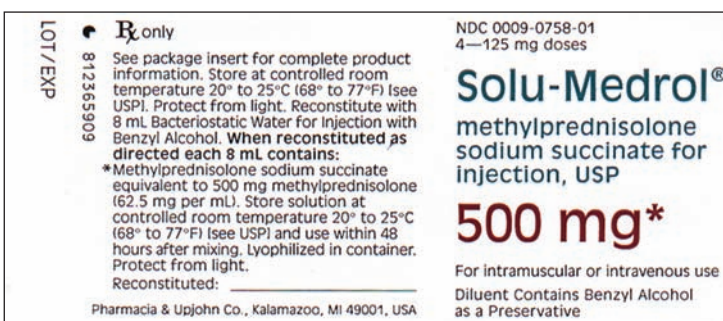 LOT/EXP
812365909
Rx only
See package insert for complete product
information. Store at controlled room
temperature 20° to 25°C (68° to 77°F) [see
USP]. Protect from light. Reconstitute with
8 mL Bacteriostatic Water for Injection with
Benzyl Alcohol. When reconstituted as
directed each 8 mL contains:
*Methylprednisolone sodium succinate
equivalent to 500 mg methylprednisolone
(62.5 mg per mL). Store solution at
controlled room temperature 20° to 25°C
(68° to 77°F) [see USP] and use within 48
hours after mixing. Lyophilized in container.
Protect from light.
Reconstituted:
Pharmacia & Upjohn Co., Kalamazoo, MI 49001, USA
NDC 0009-0758-01
4—125 mg doses
Solu-Medrol®
methylprednisolone
sodium succinate for
injection, USP
500 mg*
For intramuscular or intravenous use
Diluent Contains Benzyl Alcohol
as a Preservative